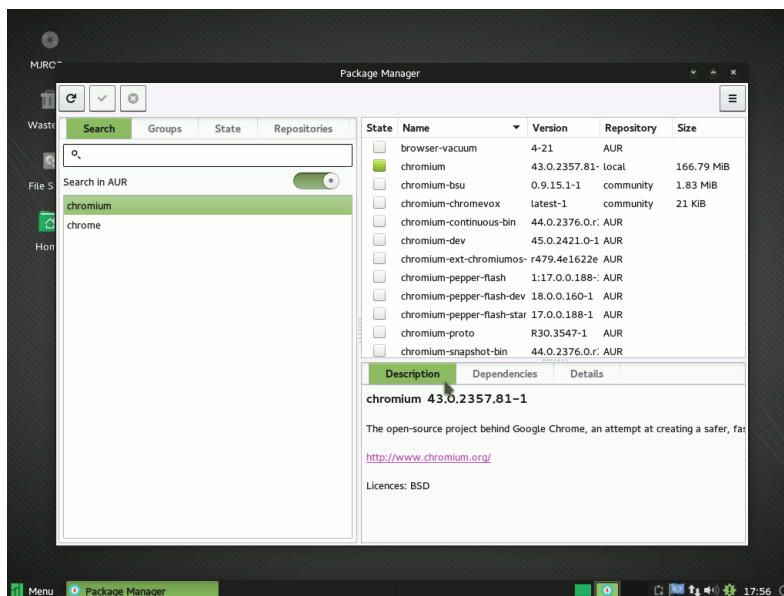 MJRO
Package Manager
Waste
File S
Hom
Search Groups State Repositories
Search in AUR
chromium
chrome
State Name Version Repository Size
browser-vacuum 4-21 AUR
chromium 43.0.2357.81- local 166.79 MiB
chromium-bsu 0.9.15.1-1 community 1.83 MiB
chromium-chromevox latest-1 community 21 KiB
chromium-continuous-bin 44.0.2376.0.r: AUR
chromium-dev 45.0.2421.0-1 AUR
chromium-ext-chromiumos- r479.4e1622e AUR
chromium-pepper-flash 1:17.0.0.188-: AUR
chromium-pepper-flash-dev 18.0.0.160-1 AUR
chromium-pepper-flash-star 17.0.0.188-1 AUR
chromium-proto R30.3547-1 AUR
chromium-snapshot-bin 44.0.2376.0.r: AUR
Description Dependencies Details
chromium 43.0.2357.81-1
The open-source project behind Google Chrome, an attempt at creating a safer, fas
http://www.chromium.org/
Licences: BSD
Menu Package Manager 17:56